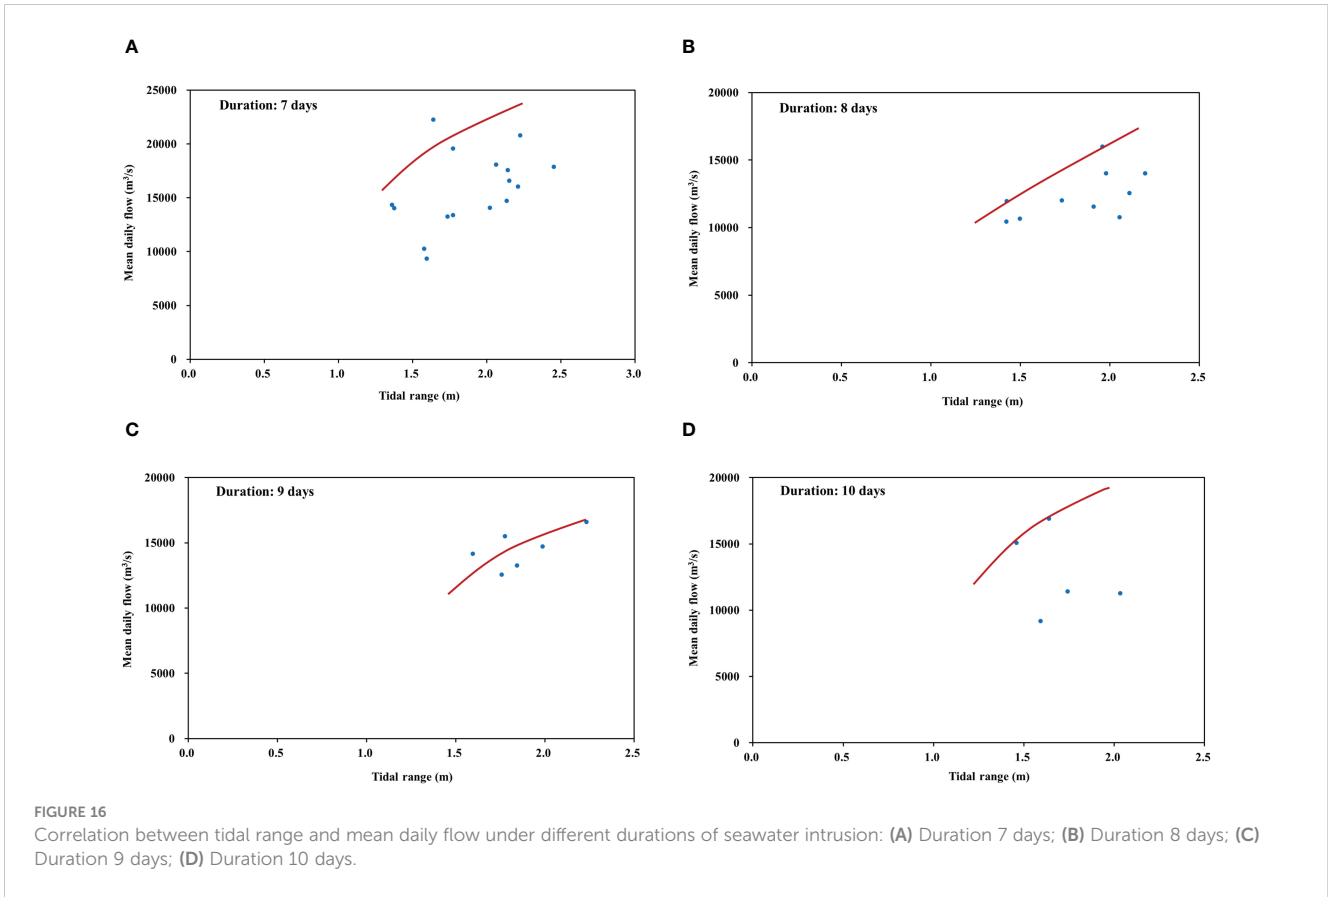 A
Duration: 7 days
25000
20000
15000
10000
5000
0
Mean daily flow (m³/s)
0.0 0.5 1.0 1.5 2.0 2.5 3.0
Tidal range (m)
B
Duration: 8 days
20000
15000
10000
5000
0
Mean daily flow (m³/s)
0.0 0.5 1.0 1.5 2.0 2.5
Tidal range (m)
C
Duration: 9 days
20000
15000
10000
5000
0
Mean daily flow (m³/s)
0.0 0.5 1.0 1.5 2.0 2.5
Tidal range (m)
D
Duration: 10 days
20000
15000
10000
5000
0
Mean daily flow (m³/s)
0.0 0.5 1.0 1.5 2.0 2.5
Tidal range (m)
FIGURE 16
Correlation between tidal range and mean daily flow under different durations of seawater intrusion: (A) Duration 7 days; (B) Duration 8 days; (C)
Duration 9 days; (D) Duration 10 days.